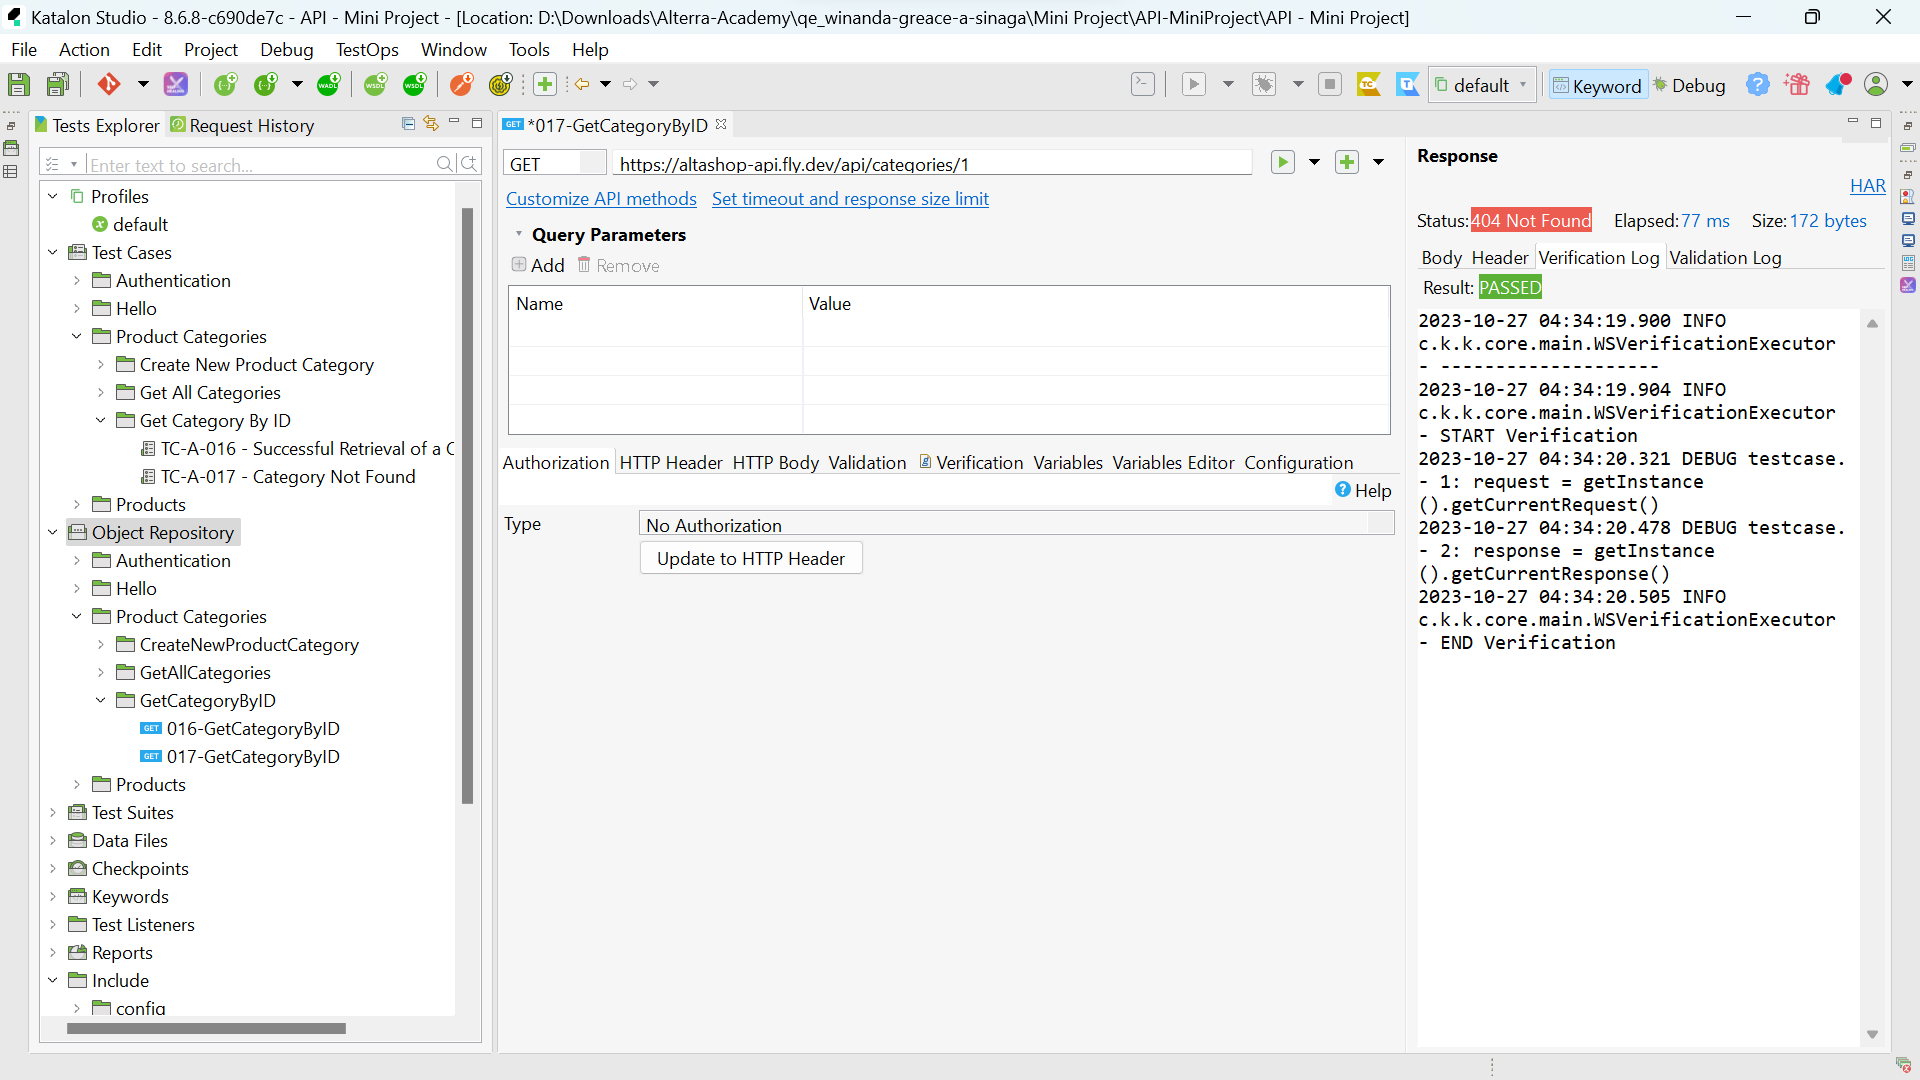 Katalon Studio - 8.6.8-c690de7c - API - Mini Project - [Location: D:\Downloads\Alterra-Academy\qe_winanda-greace-a-sinaga\Mini Project\API-MiniProject\API - Mini Project]
File Action Edit Project Debug TestOps Window Tools Help
default Keyword Debug
Tests Explorer Request History
Enter text to search...
Profiles
default
Test Cases
Authentication
Hello
Product Categories
Create New Product Category
Get All Categories
Get Category By ID
TC-A-016 - Successful Retrieval of a C
TC-A-017 - Category Not Found
Products
Object Repository
Authentication
Hello
Product Categories
CreateNewProductCategory
GetAllCategories
GetCategoryByID
GET 016-GetCategoryByID
GET 017-GetCategoryByID
Products
Test Suites
Data Files
Checkpoints
Keywords
Test Listeners
Reports
Include
config
GET *017-GetCategoryByID
GET https://altashop-api.fly.dev/api/categories/1
Customize API methods Set timeout and response size limit
Query Parameters
Add Remove
Name Value
Authorization HTTP Header HTTP Body Validation Verification Variables Variables Editor Configuration
Help
Type No Authorization
Update to HTTP Header
Response
HAR
Status: 404 Not Found Elapsed: 77 ms Size: 172 bytes
Body Header Verification Log Validation Log
Result: PASSED
2023-10-27 04:34:19.900 INFO
c.k.k.core.main.WSVerificationExecutor
- --------------------
2023-10-27 04:34:19.904 INFO
c.k.k.core.main.WSVerificationExecutor
- START Verification
2023-10-27 04:34:20.321 DEBUG testcase.
- 1: request = getInstance
().getCurrentRequest()
2023-10-27 04:34:20.478 DEBUG testcase.
- 2: response = getInstance
().getCurrentResponse()
2023-10-27 04:34:20.505 INFO
c.k.k.core.main.WSVerificationExecutor
- END Verification